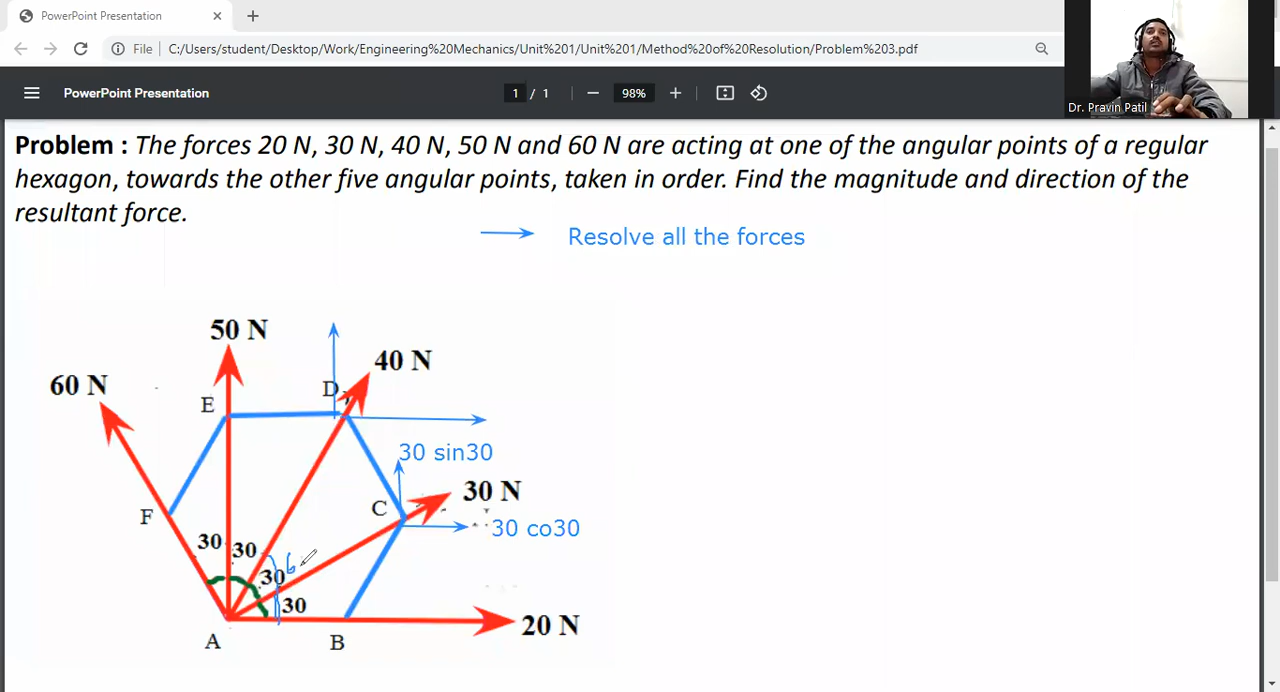 PowerPoint Presentation
File
C:/Users/student/Desktop/Work/Engineering%20Mechanics/Unit%201/Unit%201/Method%20of%20Resolution/Problem%203.pdf
PowerPoint Presentation
1 / 1
98%
Dr. Pravin Patil
Problem : The forces 20 N, 30 N, 40 N, 50 N and 60 N are acting at one of the angular points of a regular
hexagon, towards the other five angular points, taken in order. Find the magnitude and direction of the
resultant force.
Resolve all the forces
50 N
40 N
60 N
D
E
30 sin30
30 N
C
F
30 co30
30
30
6
30
30
20 N
A
B